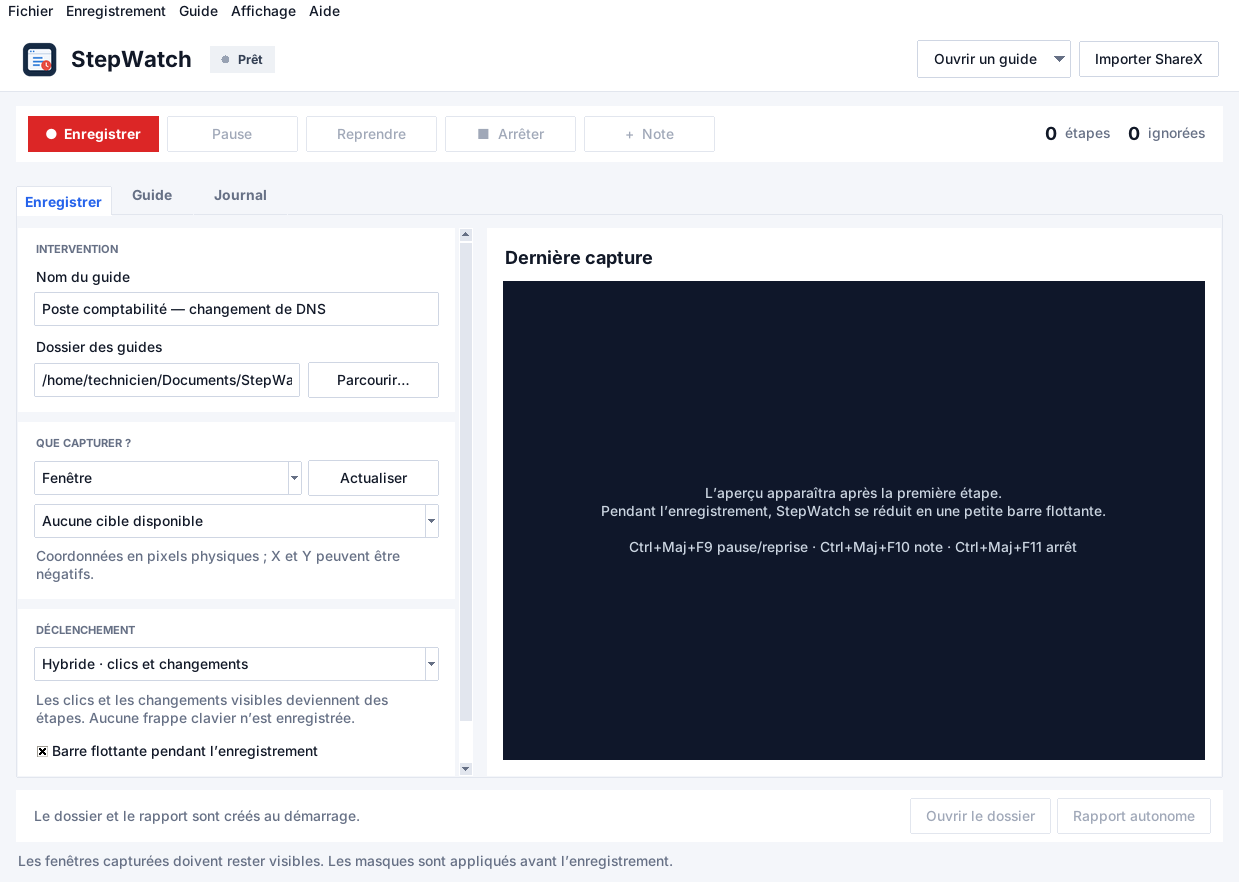 Fichier Enregistrement Guide Affichage Aide
StepWatch
Prêt
Ouvrir un guide
Importer ShareX
Enregistrer
Pause
Reprendre
Arrêter
+ Note
0 étapes 0 ignorées
Enregistrer
Guide
Journal
INTERVENTION
Nom du guide
Poste comptabilité — changement de DNS
Dossier des guides
/home/technicien/Documents/StepWa
Parcourir…
QUE CAPTURER ?
Fenêtre
Actualiser
Aucune cible disponible
Coordonnées en pixels physiques ; X et Y peuvent être
négatifs.
DÉCLENCHEMENT
Hybride · clics et changements
Les clics et les changements visibles deviennent des
étapes. Aucune frappe clavier n’est enregistrée.
Barre flottante pendant l’enregistrement
Dernière capture
L’aperçu apparaîtra après la première étape.
Pendant l’enregistrement, StepWatch se réduit en une petite barre flottante.
Ctrl+Maj+F9 pause/reprise · Ctrl+Maj+F10 note · Ctrl+Maj+F11 arrêt
Le dossier et le rapport sont créés au démarrage.
Ouvrir le dossier
Rapport autonome
Les fenêtres capturées doivent rester visibles. Les masques sont appliqués avant l’enregistrement.